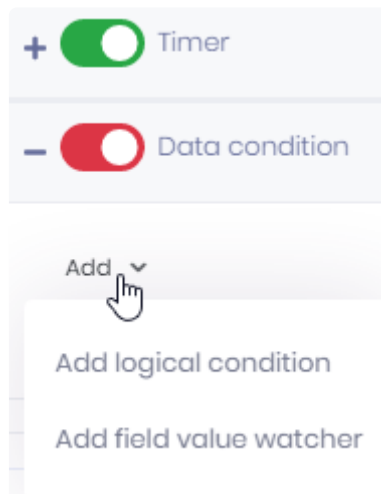 Timer
Data condition
Add
Add logical condition
Add field value watcher